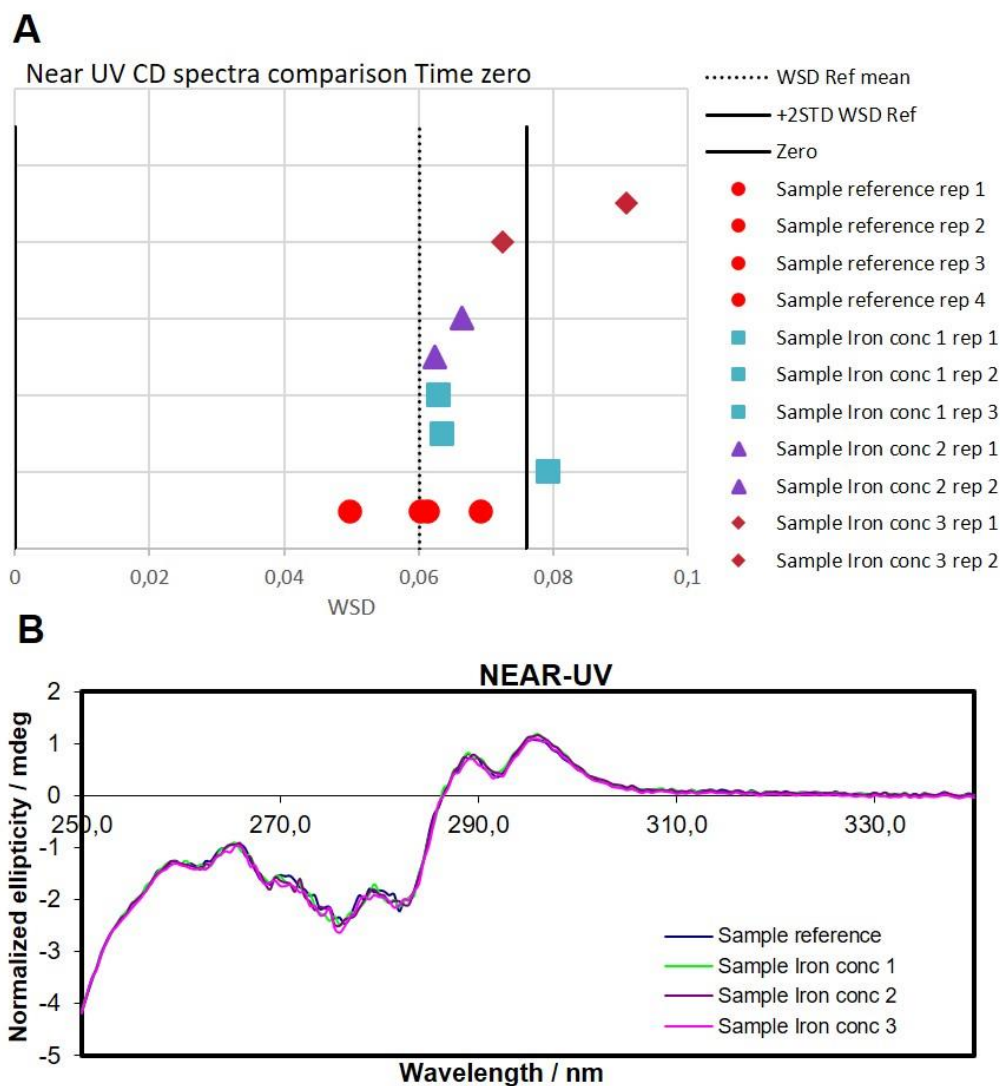 A
Near UV CD spectra comparison Time zero
WSD Ref mean
+2STD WSD Ref
Zero
Sample reference rep 1
Sample reference rep 2
Sample reference rep 3
Sample reference rep 4
Sample Iron conc 1 rep 1
Sample Iron conc 1 rep 2
Sample Iron conc 1 rep 3
Sample Iron conc 2 rep 1
Sample Iron conc 2 rep 2
Sample Iron conc 3 rep 1
Sample Iron conc 3 rep 2
0 0,02 0,04 0,06 0,08 0,1
WSD
B
NEAR-UV
Normalized ellipticity / mdeg
2
1
0
-1
-2
-3
-4
-5
250,0 270,0 290,0 310,0 330,0
Sample reference
Sample Iron conc 1
Sample Iron conc 2
Sample Iron conc 3
Wavelength / nm